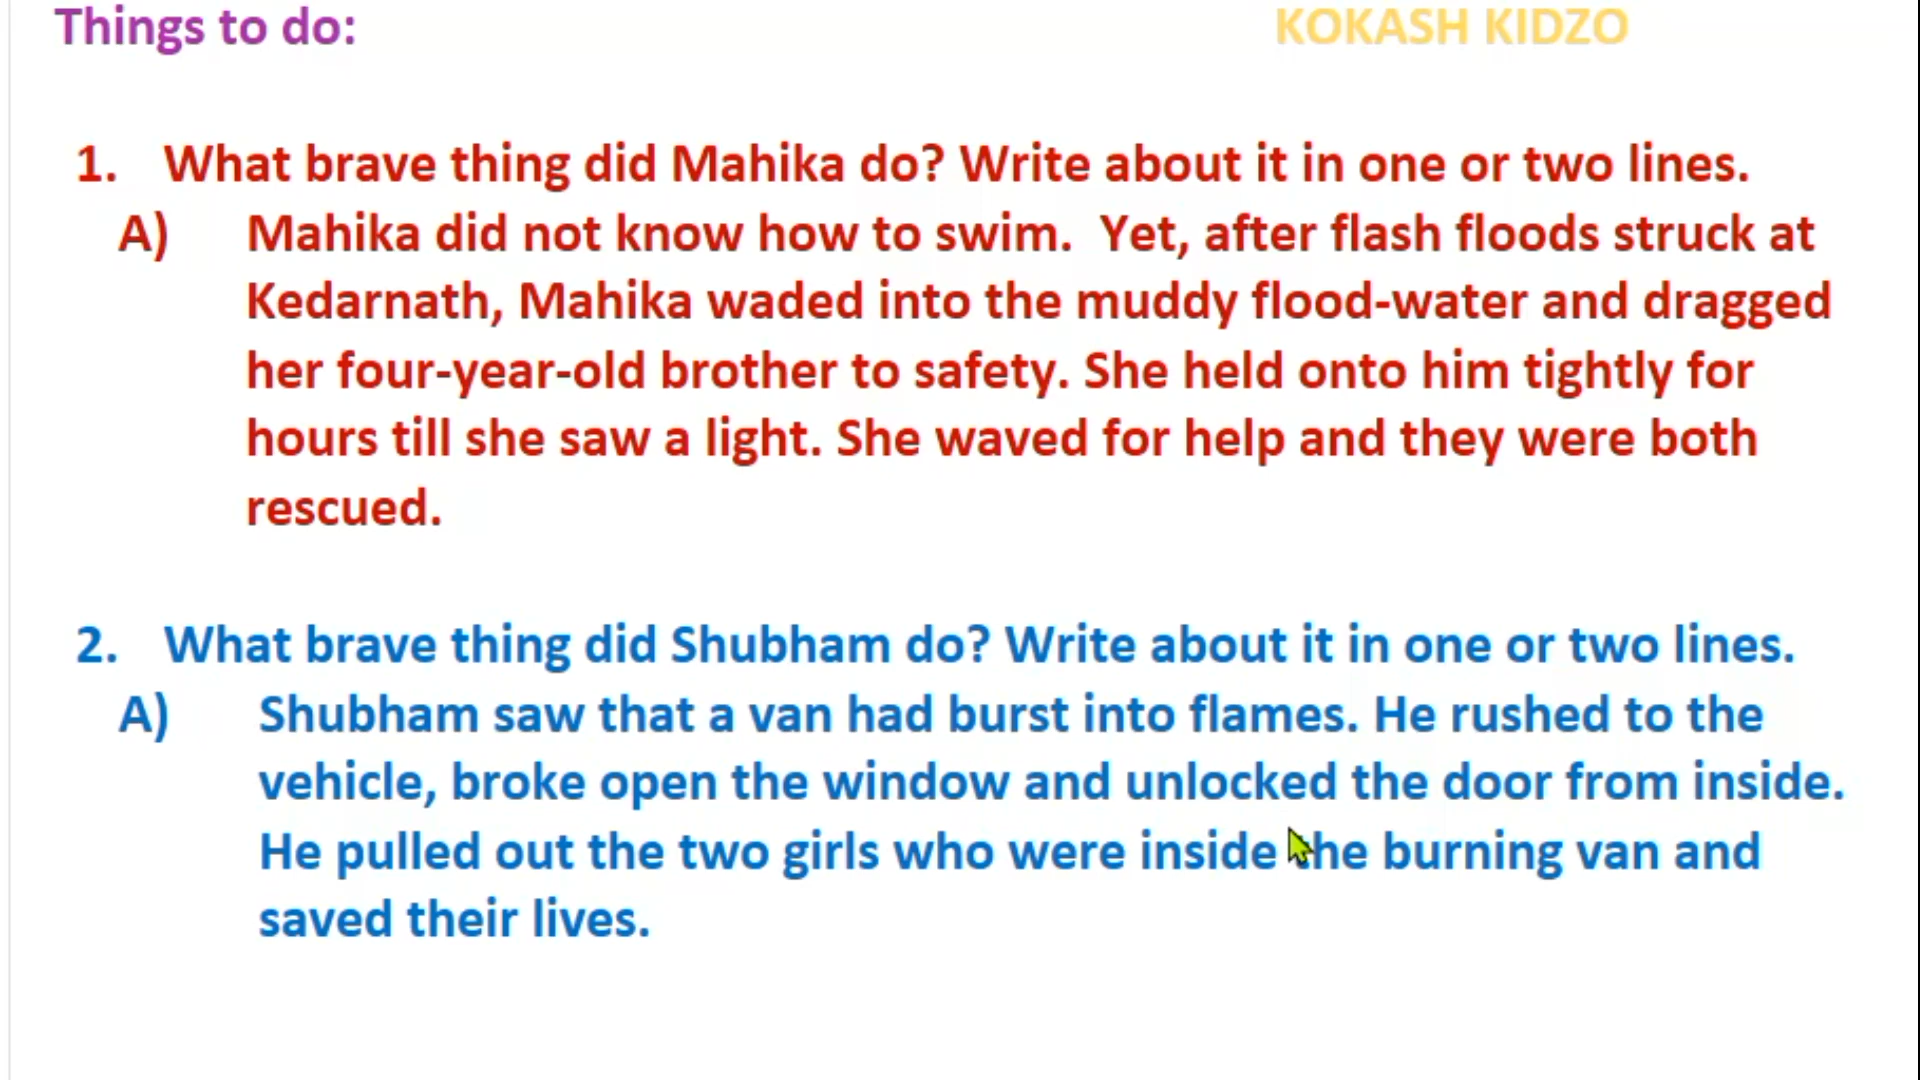 Things to do:
KOKASH KIDZO
1. What brave thing did Mahika do? Write about it in one or two lines.
A) Mahika did not know how to swim. Yet, after flash floods struck at
Kedarnath, Mahika waded into the muddy flood-water and dragged
her four-year-old brother to safety. She held onto him tightly for
hours till she saw a light. She waved for help and they were both
rescued.
2. What brave thing did Shubham do? Write about it in one or two lines.
A) Shubham saw that a van had burst into flames. He rushed to the
vehicle, broke open the window and unlocked the door from inside.
He pulled out the two girls who were inside the burning van and
saved their lives.